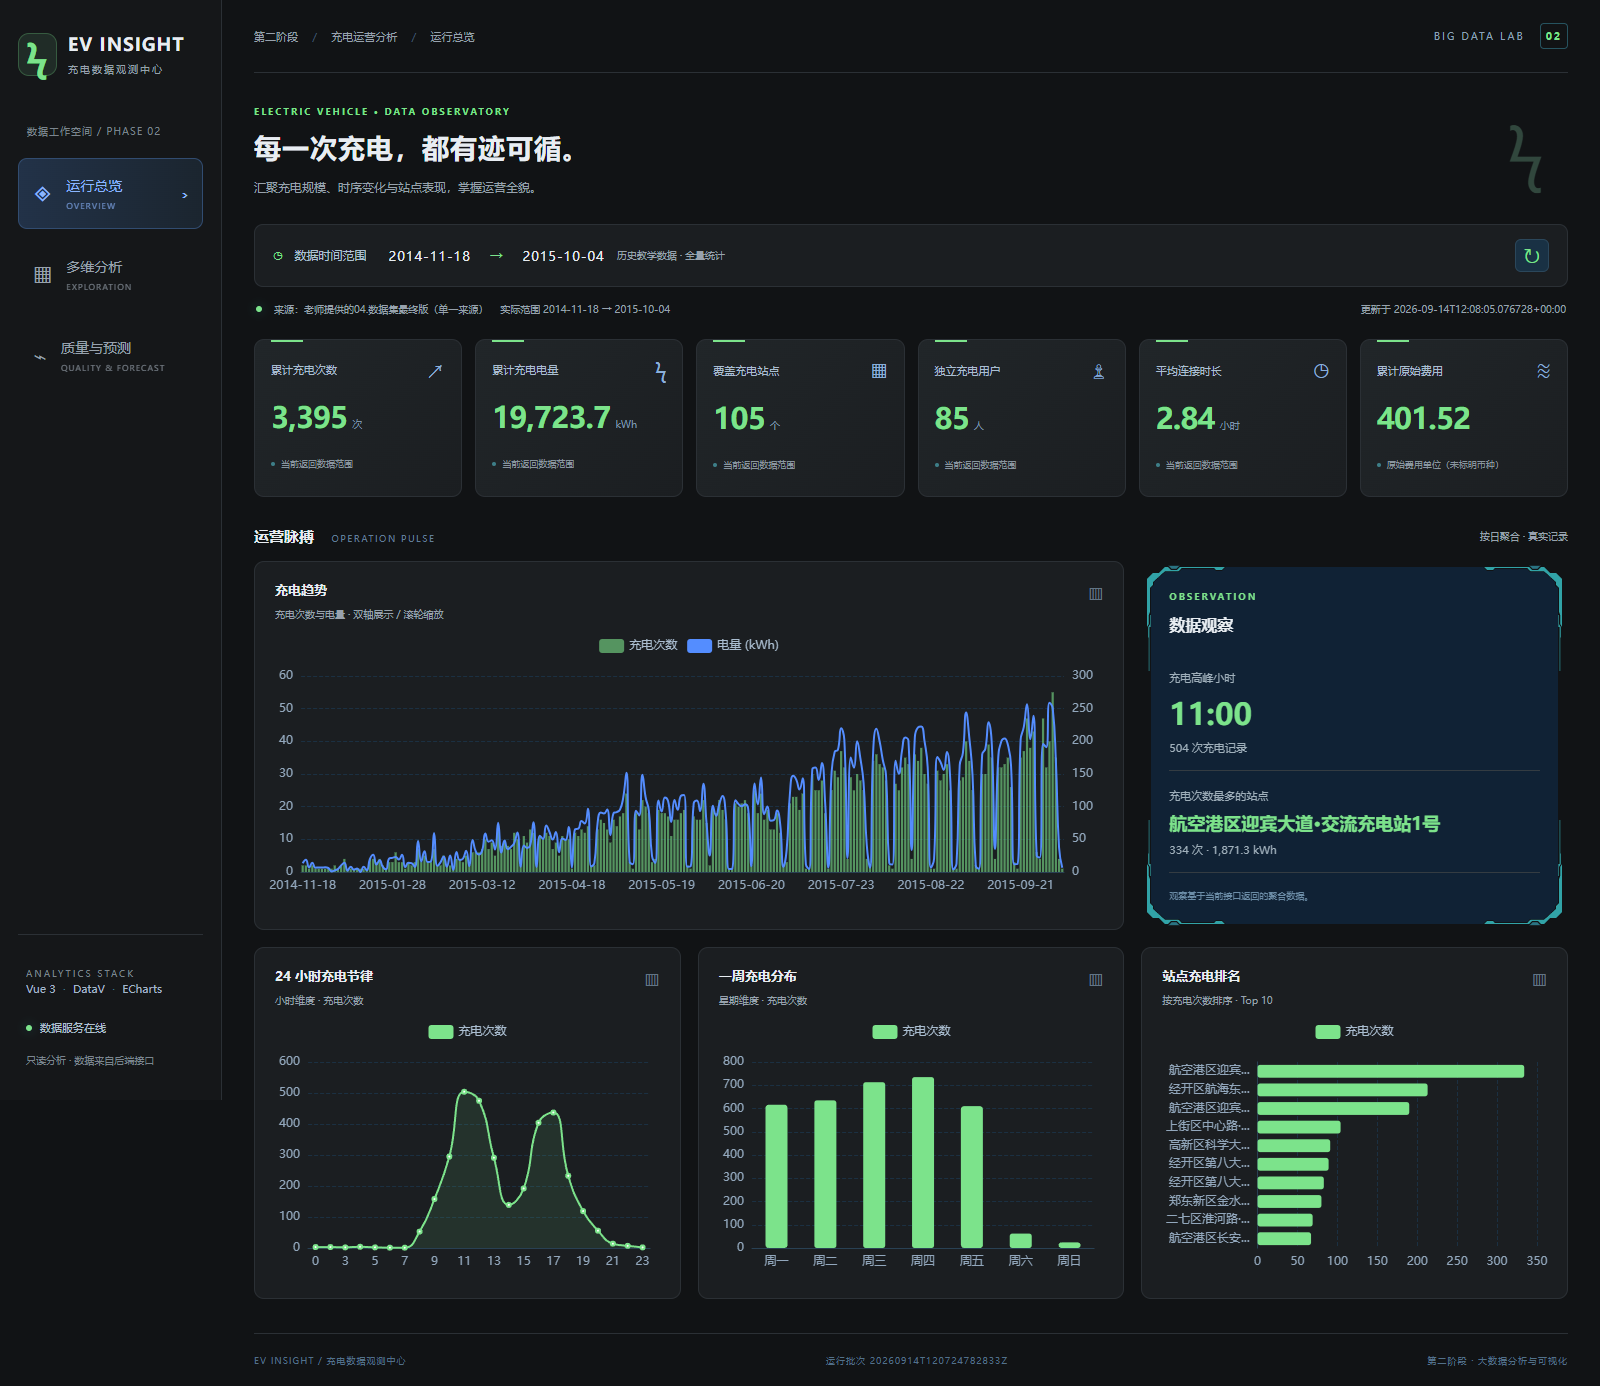 EV INSIGHT
充电数据观测中心
数据工作空间 / PHASE 02
运行总览
OVERVIEW
多维分析
EXPLORATION
质量与预测
QUALITY & FORECAST
ANALYTICS STACK
Vue 3 · DataV · ECharts
数据服务在线
只读分析 · 数据来自后端接口
第二阶段 / 充电运营分析 / 运行总览
BIG DATA LAB 02
ELECTRIC VEHICLE • DATA OBSERVATORY
每一次充电，都有迹可循。
汇聚充电规模、时序变化与站点表现，掌握运营全貌。
数据时间范围 2014-11-18 → 2015-10-04 历史教学数据 · 全量统计
来源：老师提供的04.数据集最终版（单一来源） 实际范围 2014-11-18 → 2015-10-04
更新于 2026-09-14T12:08:05.076728+00:00
累计充电次数
3,395 次
当前返回数据范围
累计充电电量
19,723.7 kWh
当前返回数据范围
覆盖充电站点
105 个
当前返回数据范围
独立充电用户
85 人
当前返回数据范围
平均连接时长
2.84 小时
当前返回数据范围
累计原始费用
401.52
原始费用单位（未标明币种）
运营脉搏 OPERATION PULSE
按日聚合 · 真实记录
充电趋势
充电次数与电量 · 双轴展示 / 滚轮缩放
充电次数 电量 (kWh)
60 300
50 250
40 200
30 150
20 100
10 50
0 0
2014-11-18 2015-01-28 2015-03-12 2015-04-18 2015-05-19 2015-06-20 2015-07-23 2015-08-22 2015-09-21
OBSERVATION
数据观察
充电高峰小时
11:00
504 次充电记录
充电次数最多的站点
航空港区迎宾大道·交流充电站1号
334 次 · 1,871.3 kWh
观察基于当前接口返回的聚合数据。
24 小时充电节律
小时维度 · 充电次数
充电次数
600
500
400
300
200
100
0
0 3 5 7 9 11 13 15 17 19 21 23
一周充电分布
星期维度 · 充电次数
充电次数
800
700
600
500
400
300
200
100
0
周一 周二 周三 周四 周五 周六 周日
站点充电排名
按充电次数排序 · Top 10
充电次数
航空港区迎宾...
经开区航海东...
航空港区迎宾...
上街区中心路·...
高新区科学大...
经开区第八大...
经开区第八大...
郑东新区金水...
二七区淮河路·...
航空港区长安...
0 50 100 150 200 250 300 350
EV INSIGHT / 充电数据观测中心
运行批次 20260914T120724782833Z
第二阶段 · 大数据分析与可视化